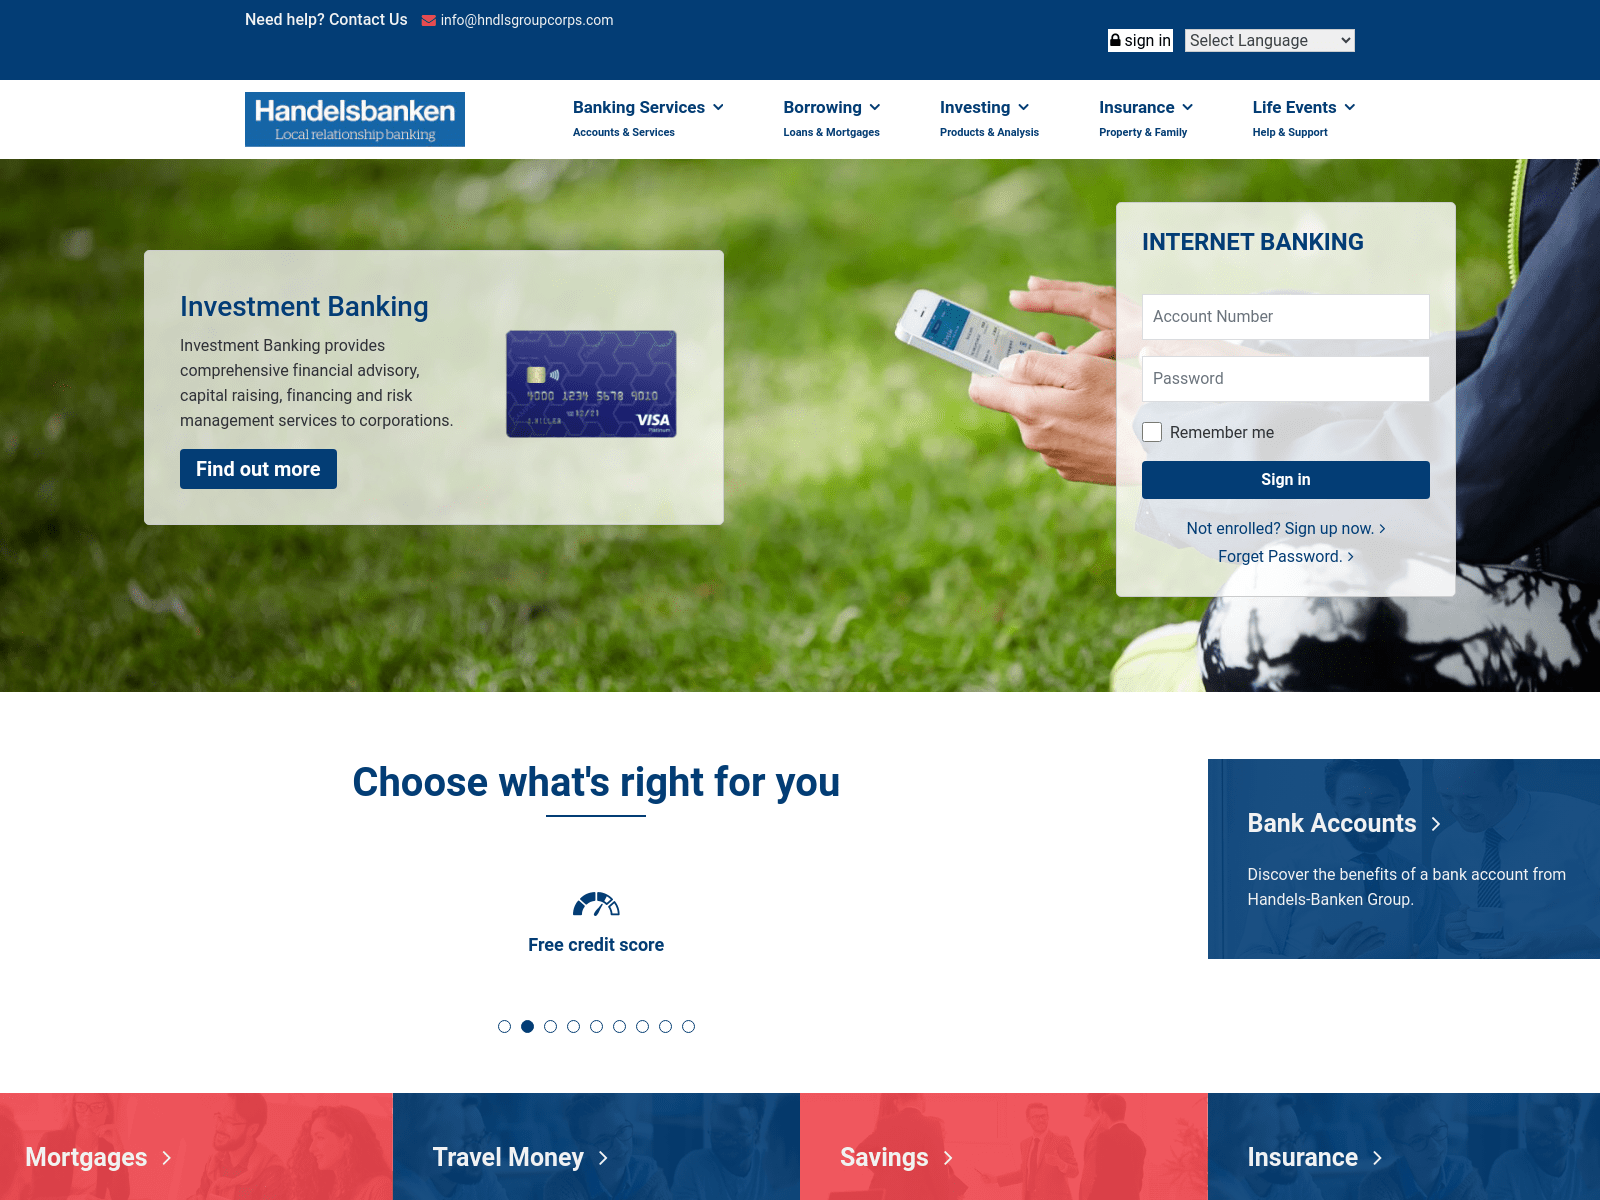 Need help? Contact Us info@hndlsgroupcorps.com
sign in Select Language
Handelsbanken
Local relationship banking
Banking Services
Accounts & Services
Borrowing
Loans & Mortgages
Investing
Products & Analysis
Insurance
Property & Family
Life Events
Help & Support
Investment Banking
Investment Banking provides
comprehensive financial advisory,
capital raising, financing and risk
management services to corporations.
Find out more
4000 1234 5678 9010
12/21
VISA
Platinum
INTERNET BANKING
Account Number
Password
Remember me
Sign in
Not enrolled? Sign up now.
Forget Password.
Choose what's right for you
Free credit score
Bank Accounts
Discover the benefits of a bank account from
Handels-Banken Group.
Mortgages
Travel Money
Savings
Insurance